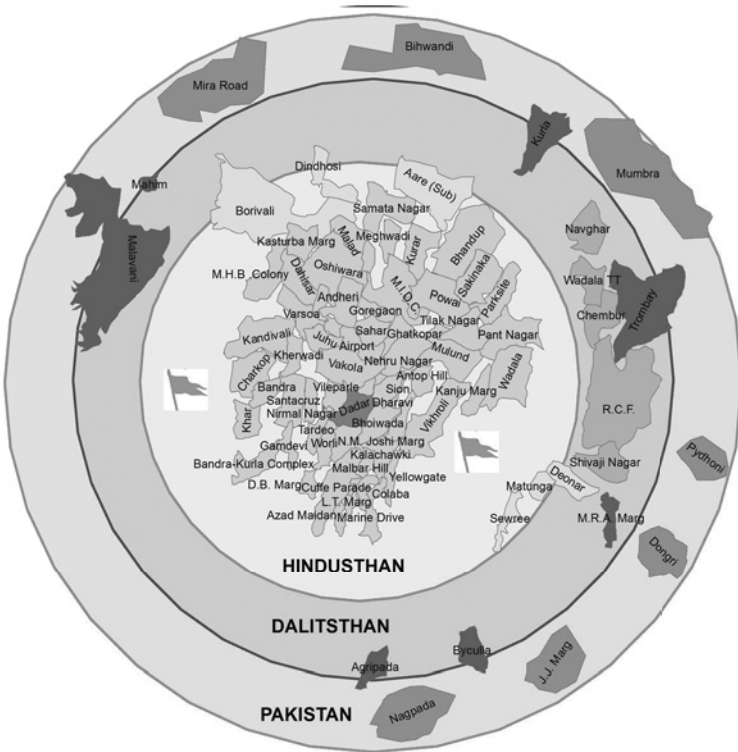 Bihwandi
Mira Road
Kurla
Mumbra
Dindhosi
Aare (Sub)
Mahim
Borivali
Samata Nagar
Navghar
Kasturba Marg
Malad
Meghwadi
Kurar
Bhandup
Malavani
M.H.B .Colony
Dahisar
Oshiwara
M.I.D.C.
Sakinaka
Wadala TT
Andheri
Powai
Parksite
Trombay
Varsoa
Goregaon
Tilak Nagar
Chembur
Kandivali
Juhu Airport
Sahar
Ghatkopar
Pant Nagar
Charkop
Kherwadi
Vakola
Nehru Nagar
Mulund
Wadala
Bandra
Vileparle
Sion
Antop Hill
Kanju Marg
Khar
Santacruz
Dadar
Dharavi
Vikhroli
R.C.F.
Nirmal Nagar
Bhoiwada
Tardeo
Gamdevi
Worli
N.M. Joshi Marg
Kalachawki
Pydhoni
Bandra-Kurla Complex
Malbar Hill
Shivaji Nagar
Yellowgate
Deonar
D.B. Marg
Cuffe Parade
Colaba
Matunga
L.T. Marg
Azad Maidan
Marine Drive
Sewree
M.R.A. Marg
Dongri
HINDUSTHAN
DALITSTHAN
Byculla
Agripada
J.J. Marg
PAKISTAN
Nagpada